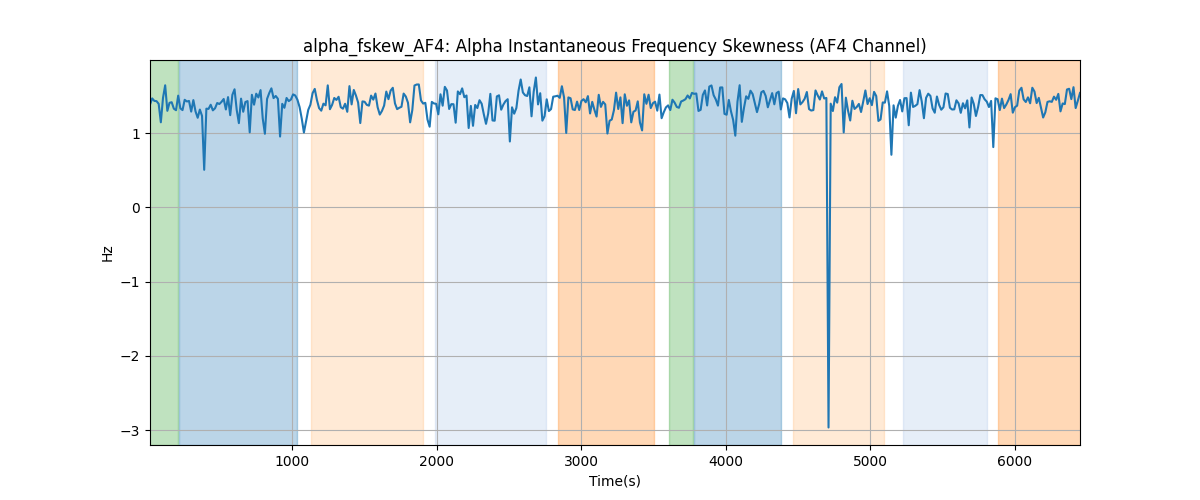 alpha_fskew_AF4: Alpha Instantaneous Frequency Skewness (AF4 Channel)
1
0
−1
−2
−3
Hz
1000 2000 3000 4000 5000 6000
Time(s)